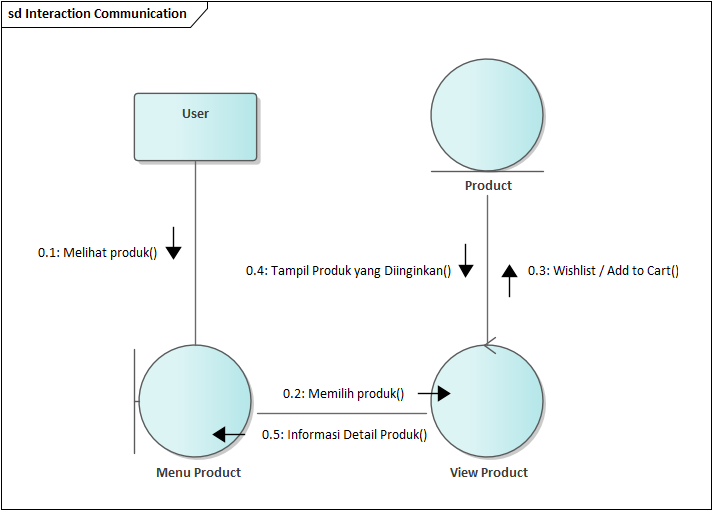 sd Interaction Communication
User
Product
0.1: Melihat produk()
0.4: Tampil Produk yang Diinginkan()
0.3: Wishlist / Add to Cart()
0.2: Memilih produk()
0.5: Informasi Detail Produk()
Menu Product
View Product